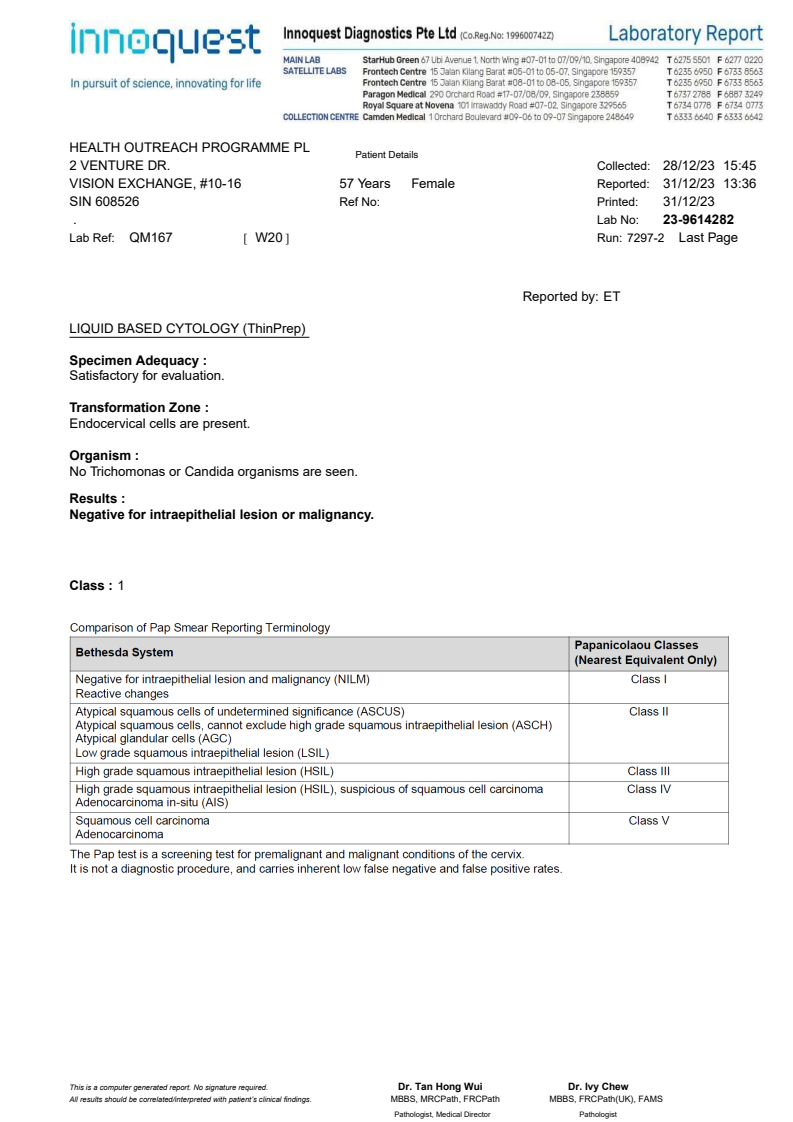 innoquest
In pursuit of science, innovating for life
Innoquest Diagnostics Pte Ltd (Co.Reg.No: 199600742Z)
Laboratory Report
MAIN LAB StarHub Green 67 Ubi Avenue 1, North Wing #07-01 to 07/09/10, Singapore 408942 T 6275 5501 F 6277 0220
SATELLITE LABS Frontech Centre 15 Jalan Kilang Barat #05-01 to 05-07, Singapore 159357 T 6235 6950 F 6733 8563
Frontech Centre 15 Jalan Kilang Barat #08-01 to 08-05, Singapore 159357 T 6235 6950 F 6733 8563
Paragon Medical 290 Orchard Road #17-07/08/09, Singapore 238859 T 6737 2788 F 6887 3249
Royal Square at Novena 101 Irrawaddy Road #07-02, Singapore 329565 T 6734 0778 F 6734 0773
COLLECTION CENTRE Camden Medical 1 Orchard Boulevard #09-06 to 09-07 Singapore 248649 T 6333 6640 F 6333 6642
HEALTH OUTREACH PROGRAMME PL
Patient Details
2 VENTURE DR.
Collected: 28/12/23 15:45
VISION EXCHANGE, #10-16 57 Years Female Reported: 31/12/23 13:36
SIN 608526 Ref No: Printed: 31/12/23
. Lab No: 23-9614282
Lab Ref: QM167 [ W20 ] Run: 7297-2 Last Page
Reported by: ET
LIQUID BASED CYTOLOGY (ThinPrep)
Specimen Adequacy :
Satisfactory for evaluation.
Transformation Zone :
Endocervical cells are present.
Organism :
No Trichomonas or Candida organisms are seen.
Results :
Negative for intraepithelial lesion or malignancy.
Class : 1
Comparison of Pap Smear Reporting Terminology
Bethesda System
Papanicolaou Classes
(Nearest Equivalent Only)
Negative for intraepithelial lesion and malignancy (NILM) Class I
Reactive changes
Atypical squamous cells of undetermined significance (ASCUS) Class II
Atypical squamous cells, cannot exclude high grade squamous intraepithelial lesion (ASCH)
Atypical glandular cells (AGC)
Low grade squamous intraepithelial lesion (LSIL)
High grade squamous intraepithelial lesion (HSIL) Class III
High grade squamous intraepithelial lesion (HSIL), suspicious of squamous cell carcinoma Class IV
Adenocarcinoma in-situ (AIS)
Squamous cell carcinoma Class V
Adenocarcinoma
The Pap test is a screening test for premalignant and malignant conditions of the cervix.
It is not a diagnostic procedure, and carries inherent low false negative and false positive rates.
This is a computer generated report. No signature required.
All results should be correlated/interpreted with patient's clinical findings.
Dr. Tan Hong Wui
MBBS, MRCPath, FRCPath
Pathologist, Medical Director
Dr. Ivy Chew
MBBS, FRCPath(UK), FAMS
Pathologist